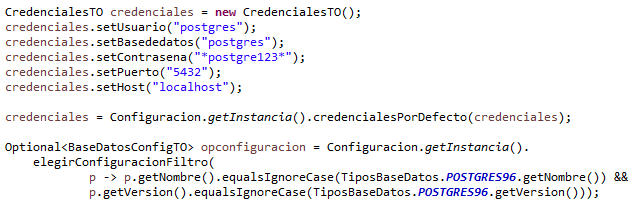 CredencialesTO credenciales = new CredencialesTO();
credenciales.setUsuario("postgres");
credenciales.setBasededatos("postgres");
credenciales.setContrasena("*postgre123*");
credenciales.setPuerto("5432");
credenciales.setHost("localhost");
credenciales = Configuracion.getInstancia().credencialesPorDefecto(credenciales);
Optional<BaseDatosConfigTO> opconfiguracion = Configuracion.getInstancia().
elegirConfiguracionFiltro(
p -> p.getNombre().equalsIgnoreCase(TiposBaseDatos.POSTGRES96.getNombre()) &&
p.getVersion().equalsIgnoreCase(TiposBaseDatos.POSTGRES96.getVersion()));